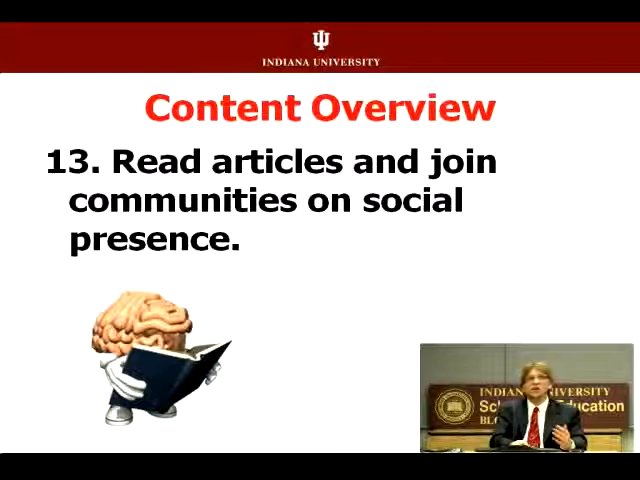 INDIANA UNIVERSITY
Content Overview
13. Read articles and join
communities on social
presence.
INDIANA UNIVERSITY